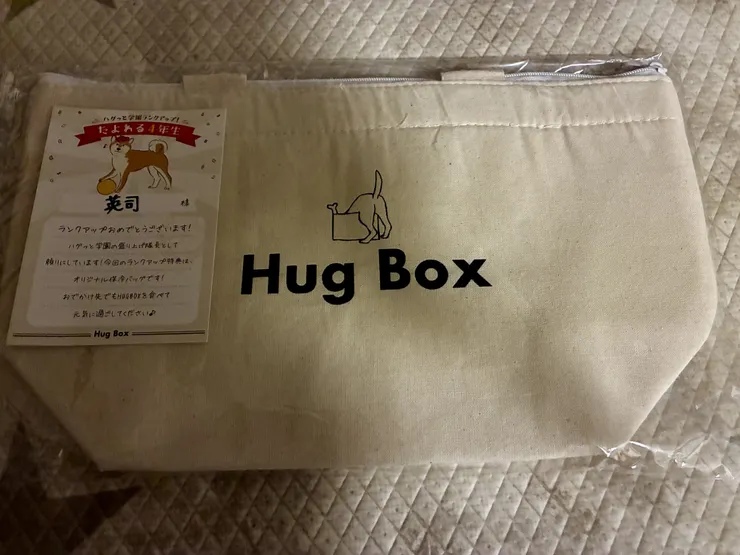 ハグっと学園ランクアップ!
たよれる4年生
英司 様
ランクアップおめでとうございます!
ハグっと学園の盛り上げ隊長として
頼りにしています!今回のランクアップ特典は、
オリジナル保冷バッグです!
おでかけ先でもHUGBOXを食べて
元気に過ごしてください♪
Hug Box
Hug Box